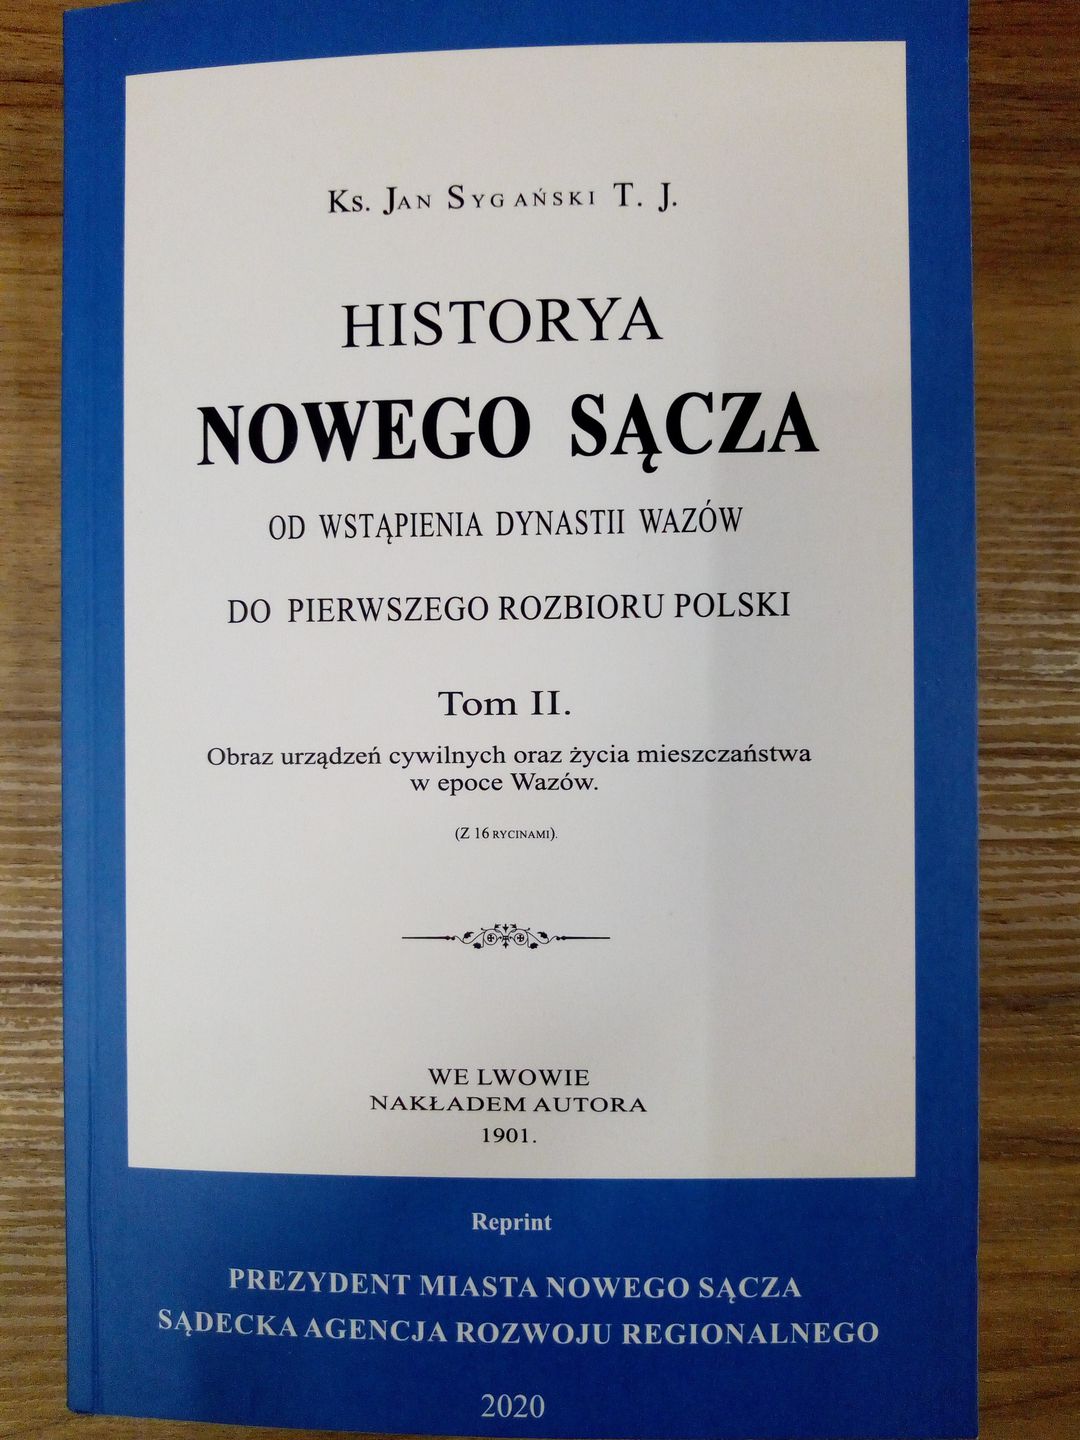 Ks. Jan Sygański T. J.
HISTORYA
NOWEGO SĄCZA
OD WSTĄPIENIA DYNASTII WAZÓW
DO PIERWSZEGO ROZBIORU POLSKI
Tom II.
Obraz urządzeń cywilnych oraz życia mieszczaństwa
w epoce Wazów.
(Z 16 RYCINAMI).
WE LWOWIE
NAKŁADEM AUTORA
1901.
Reprint
PREZYDENT MIASTA NOWEGO SĄCZA
SĄDECKA AGENCJA ROZWOJU REGIONALNEGO
2020